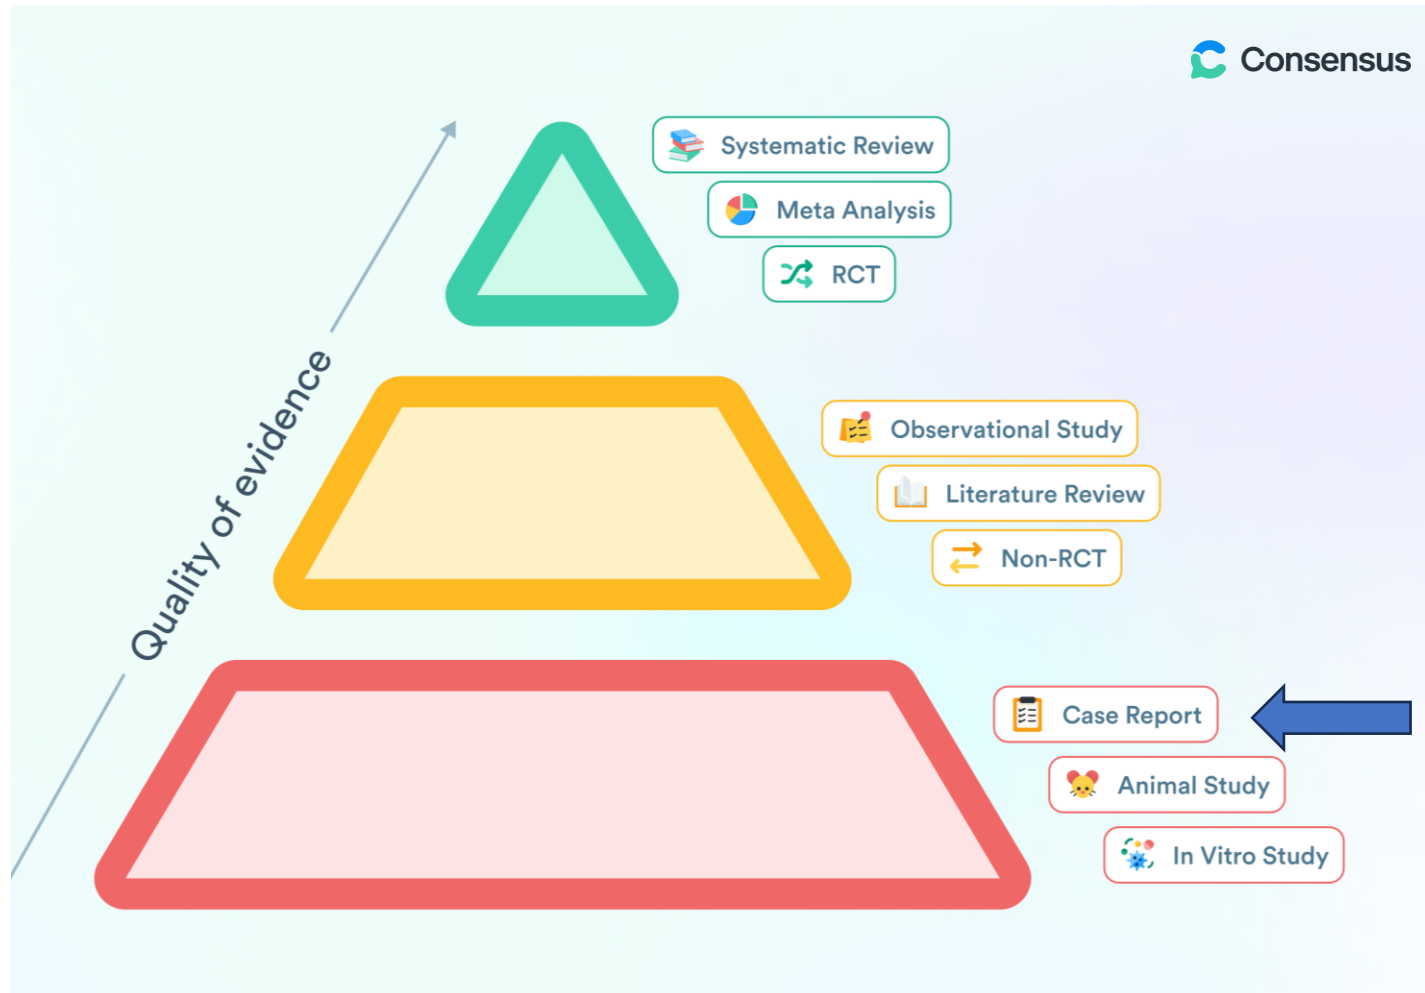 Consensus
Systematic Review
Meta Analysis
RCT
Quality of evidence
Observational Study
Literature Review
Non-RCT
Case Report
Animal Study
In Vitro Study